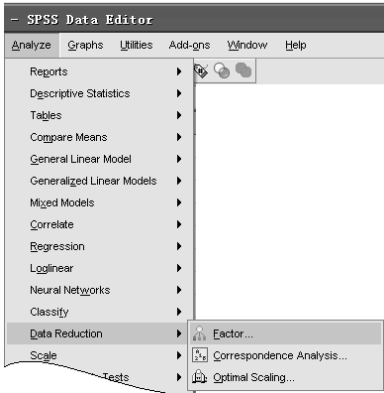 - SPSS Data Editor
Analyze Graphs Utilities Add-ons Window Help
Reports
Descriptive Statistics
Tables
Compare Means
General Linear Model
Generalized Linear Models
Mixed Models
Correlate
Regression
Loglinear
Neural Networks
Classify
Data Reduction
Factor...
Scale
Correspondence Analysis...
Tests
Optimal Scaling...